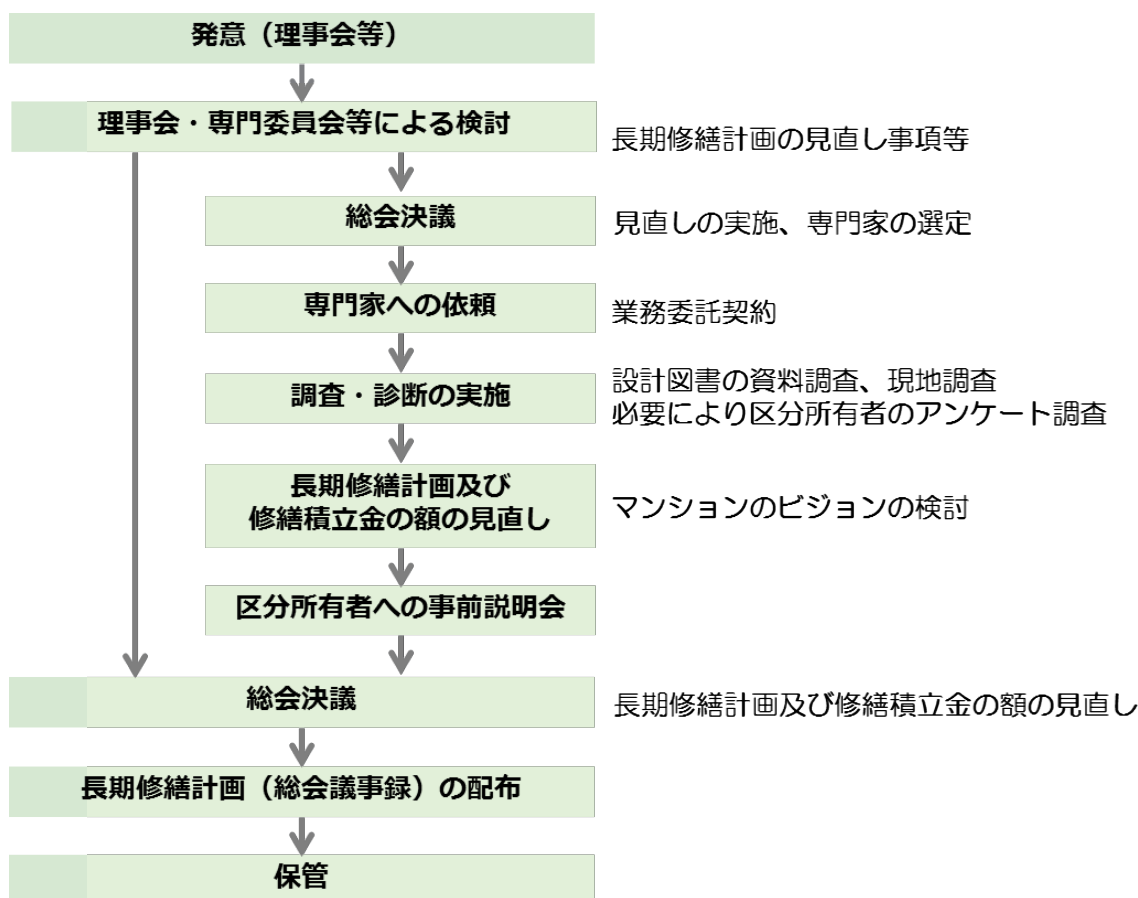 発意（理事会等）
理事会・専門委員会等による検討
長期修繕計画の見直し事項等
総会決議
見直しの実施、専門家の選定
専門家への依頼
業務委託契約
調査・診断の実施
設計図書の資料調査、現地調査
必要により区分所有者のアンケート調査
長期修繕計画及び
修繕積立金の額の見直し
マンションのビジョンの検討
区分所有者への事前説明会
総会決議
長期修繕計画及び修繕積立金の額の見直し
長期修繕計画（総会議事録）の配布
保管